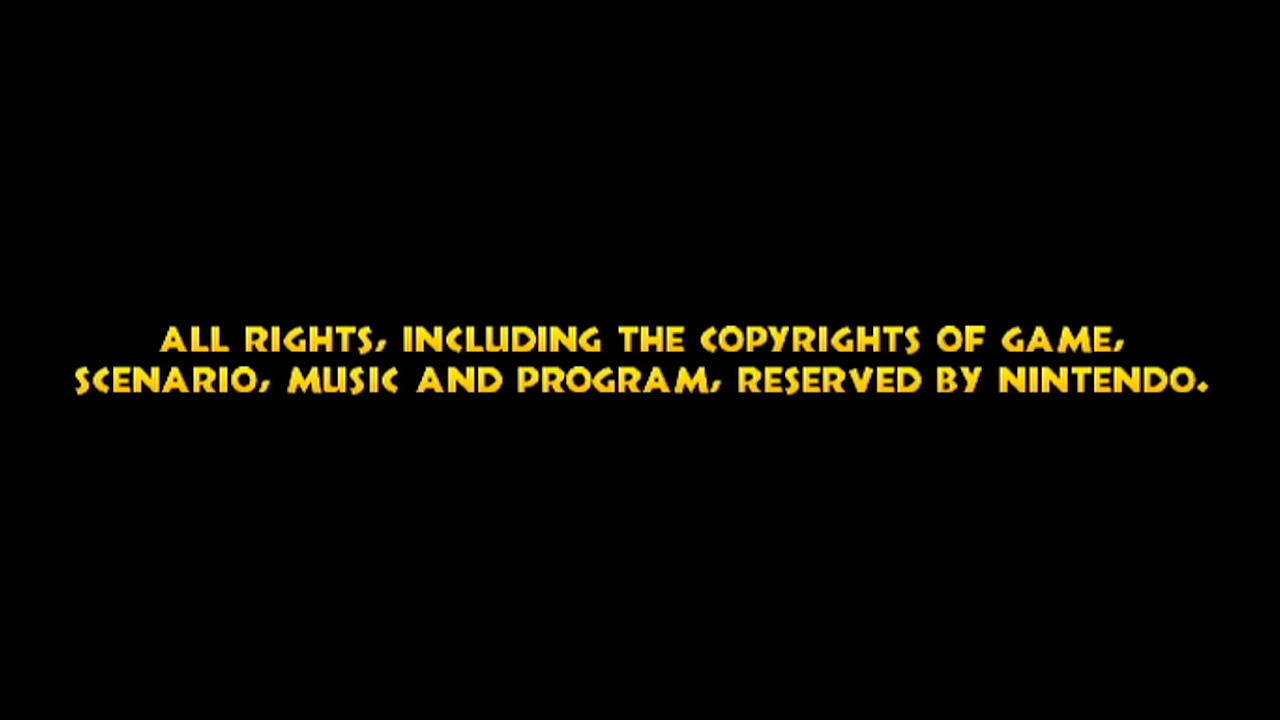 ALL RIGHTS, INCLUDING THE COPYRIGHTS OF GAME,
SCENARIO, MUSIC AND PROGRAM, RESERVED BY NINTENDO.